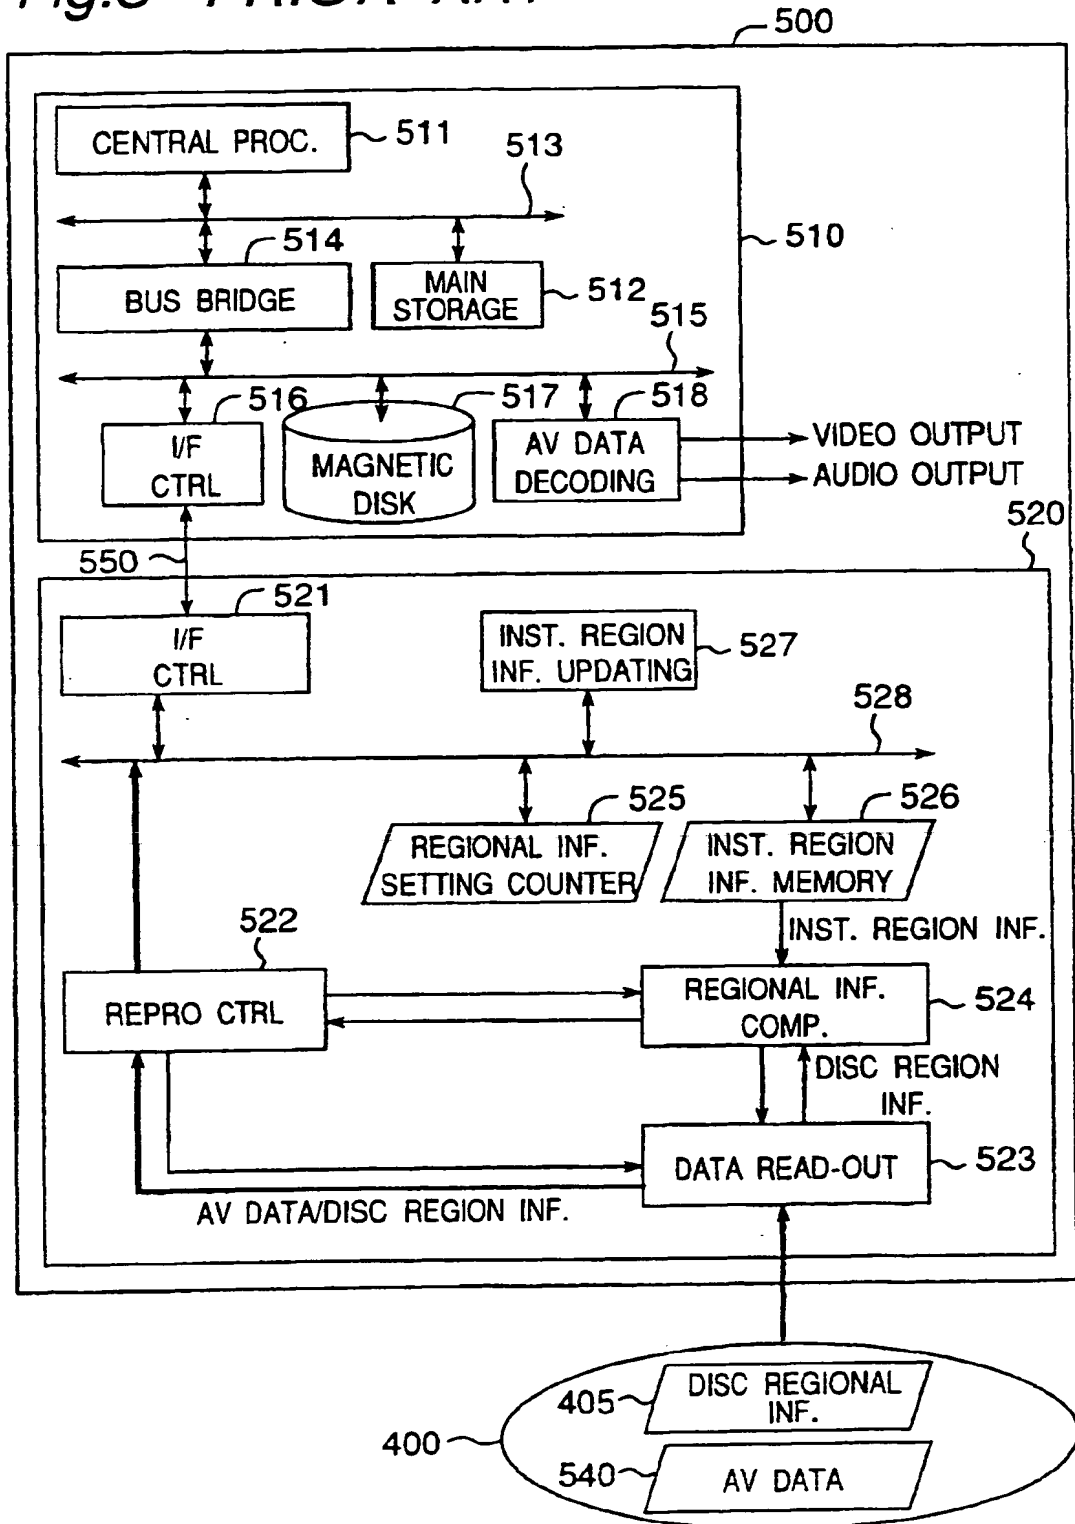 Fig.8 PRIOR ART
500
CENTRAL PROC.
511
513
510
514
BUS BRIDGE
MAIN
STORAGE
512
515
516
517
518
I/F
CTRL
MAGNETIC
DISK
AV DATA
DECODING
VIDEO OUTPUT
AUDIO OUTPUT
520
550
521
I/F
CTRL
INST. REGION
INF. UPDATING
527
528
525
526
REGIONAL INF.
SETTING COUNTER
INST. REGION
INF. MEMORY
INST. REGION INF.
522
REPRO CTRL
REGIONAL INF.
COMP.
524
DISC REGION
INF.
DATA READ-OUT
523
AV DATA/DISC REGION INF.
405
DISC REGIONAL
INF.
400
540
AV DATA